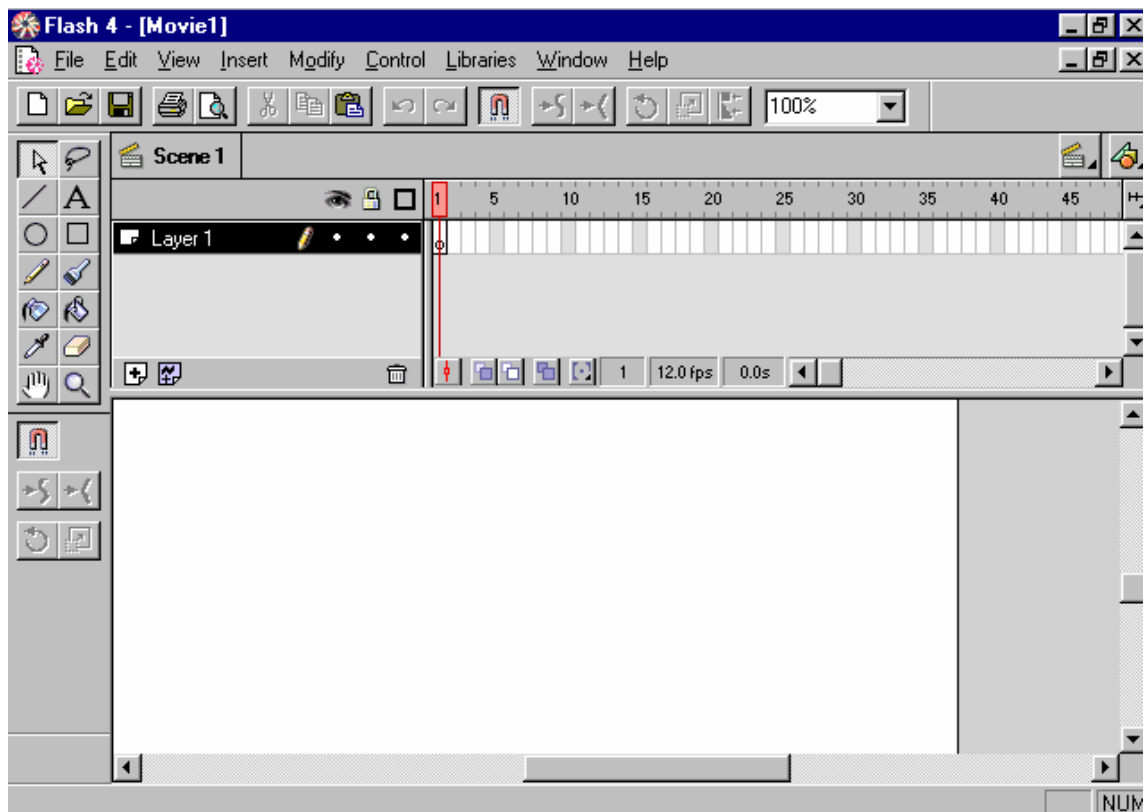 Flash 4 - [Movie1]
File Edit View Insert Modify Control Libraries Window Help
100%
Scene 1
1 5 10 15 20 25 30 35 40 45
Layer 1
1 12.0 fps 0.0s
A
NUM